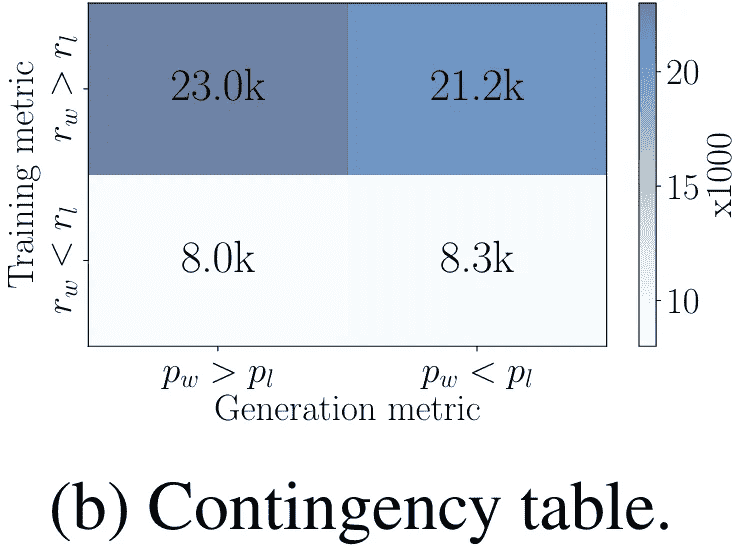 Training metric
r_w > r_l
r_w < r_l
23.0k 21.2k
8.0k 8.3k
p_w > p_l p_w < p_l
Generation metric
20
15
10
x1000
(b) Contingency table.